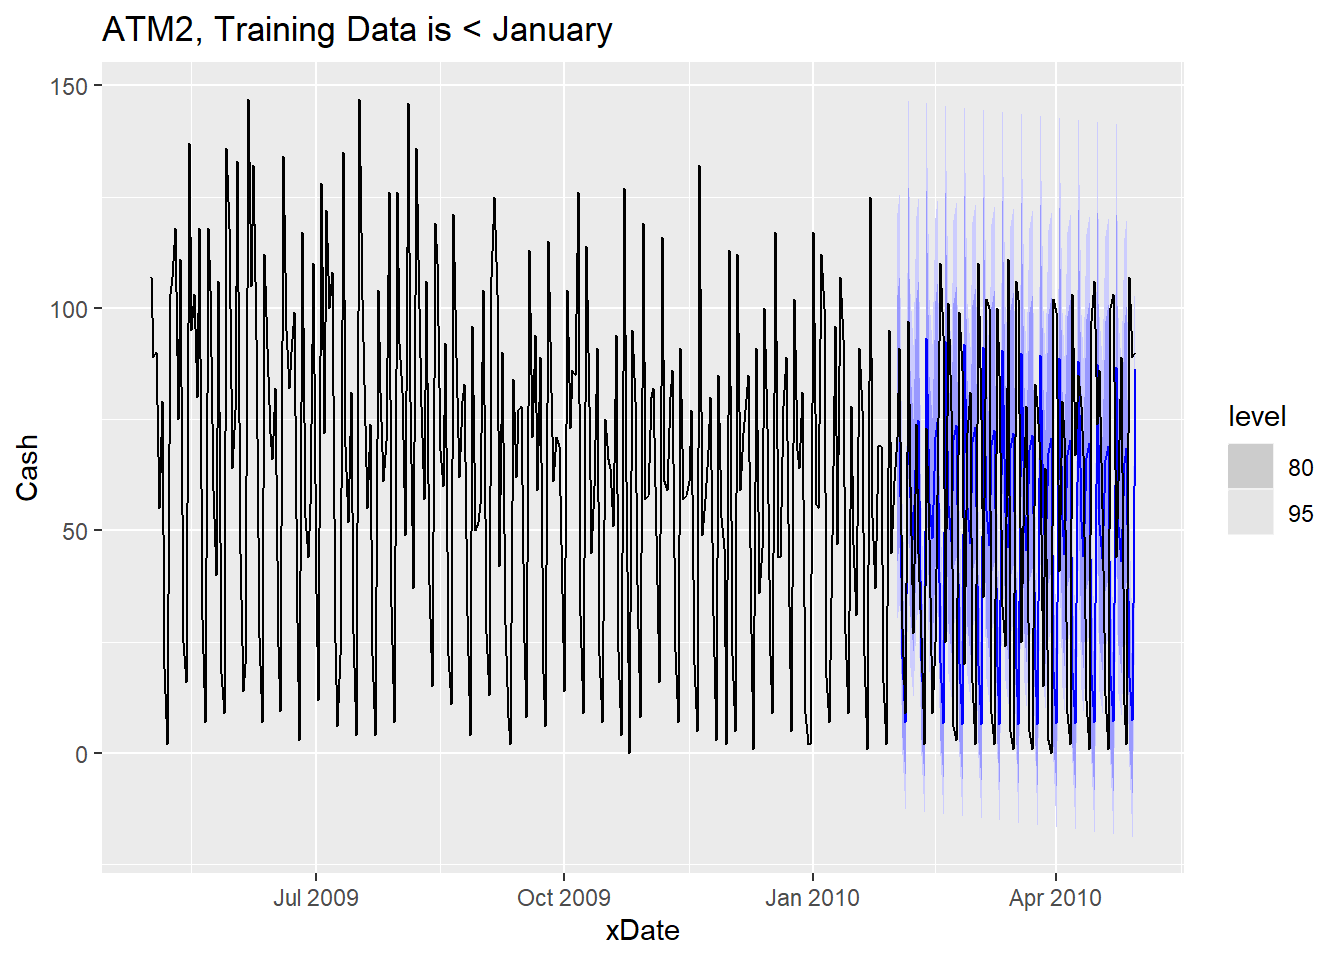 ATM2, Training Data is < January
150
100
50
0
Cash
Jul 2009
Oct 2009
Jan 2010
Apr 2010
xDate
level
80
95